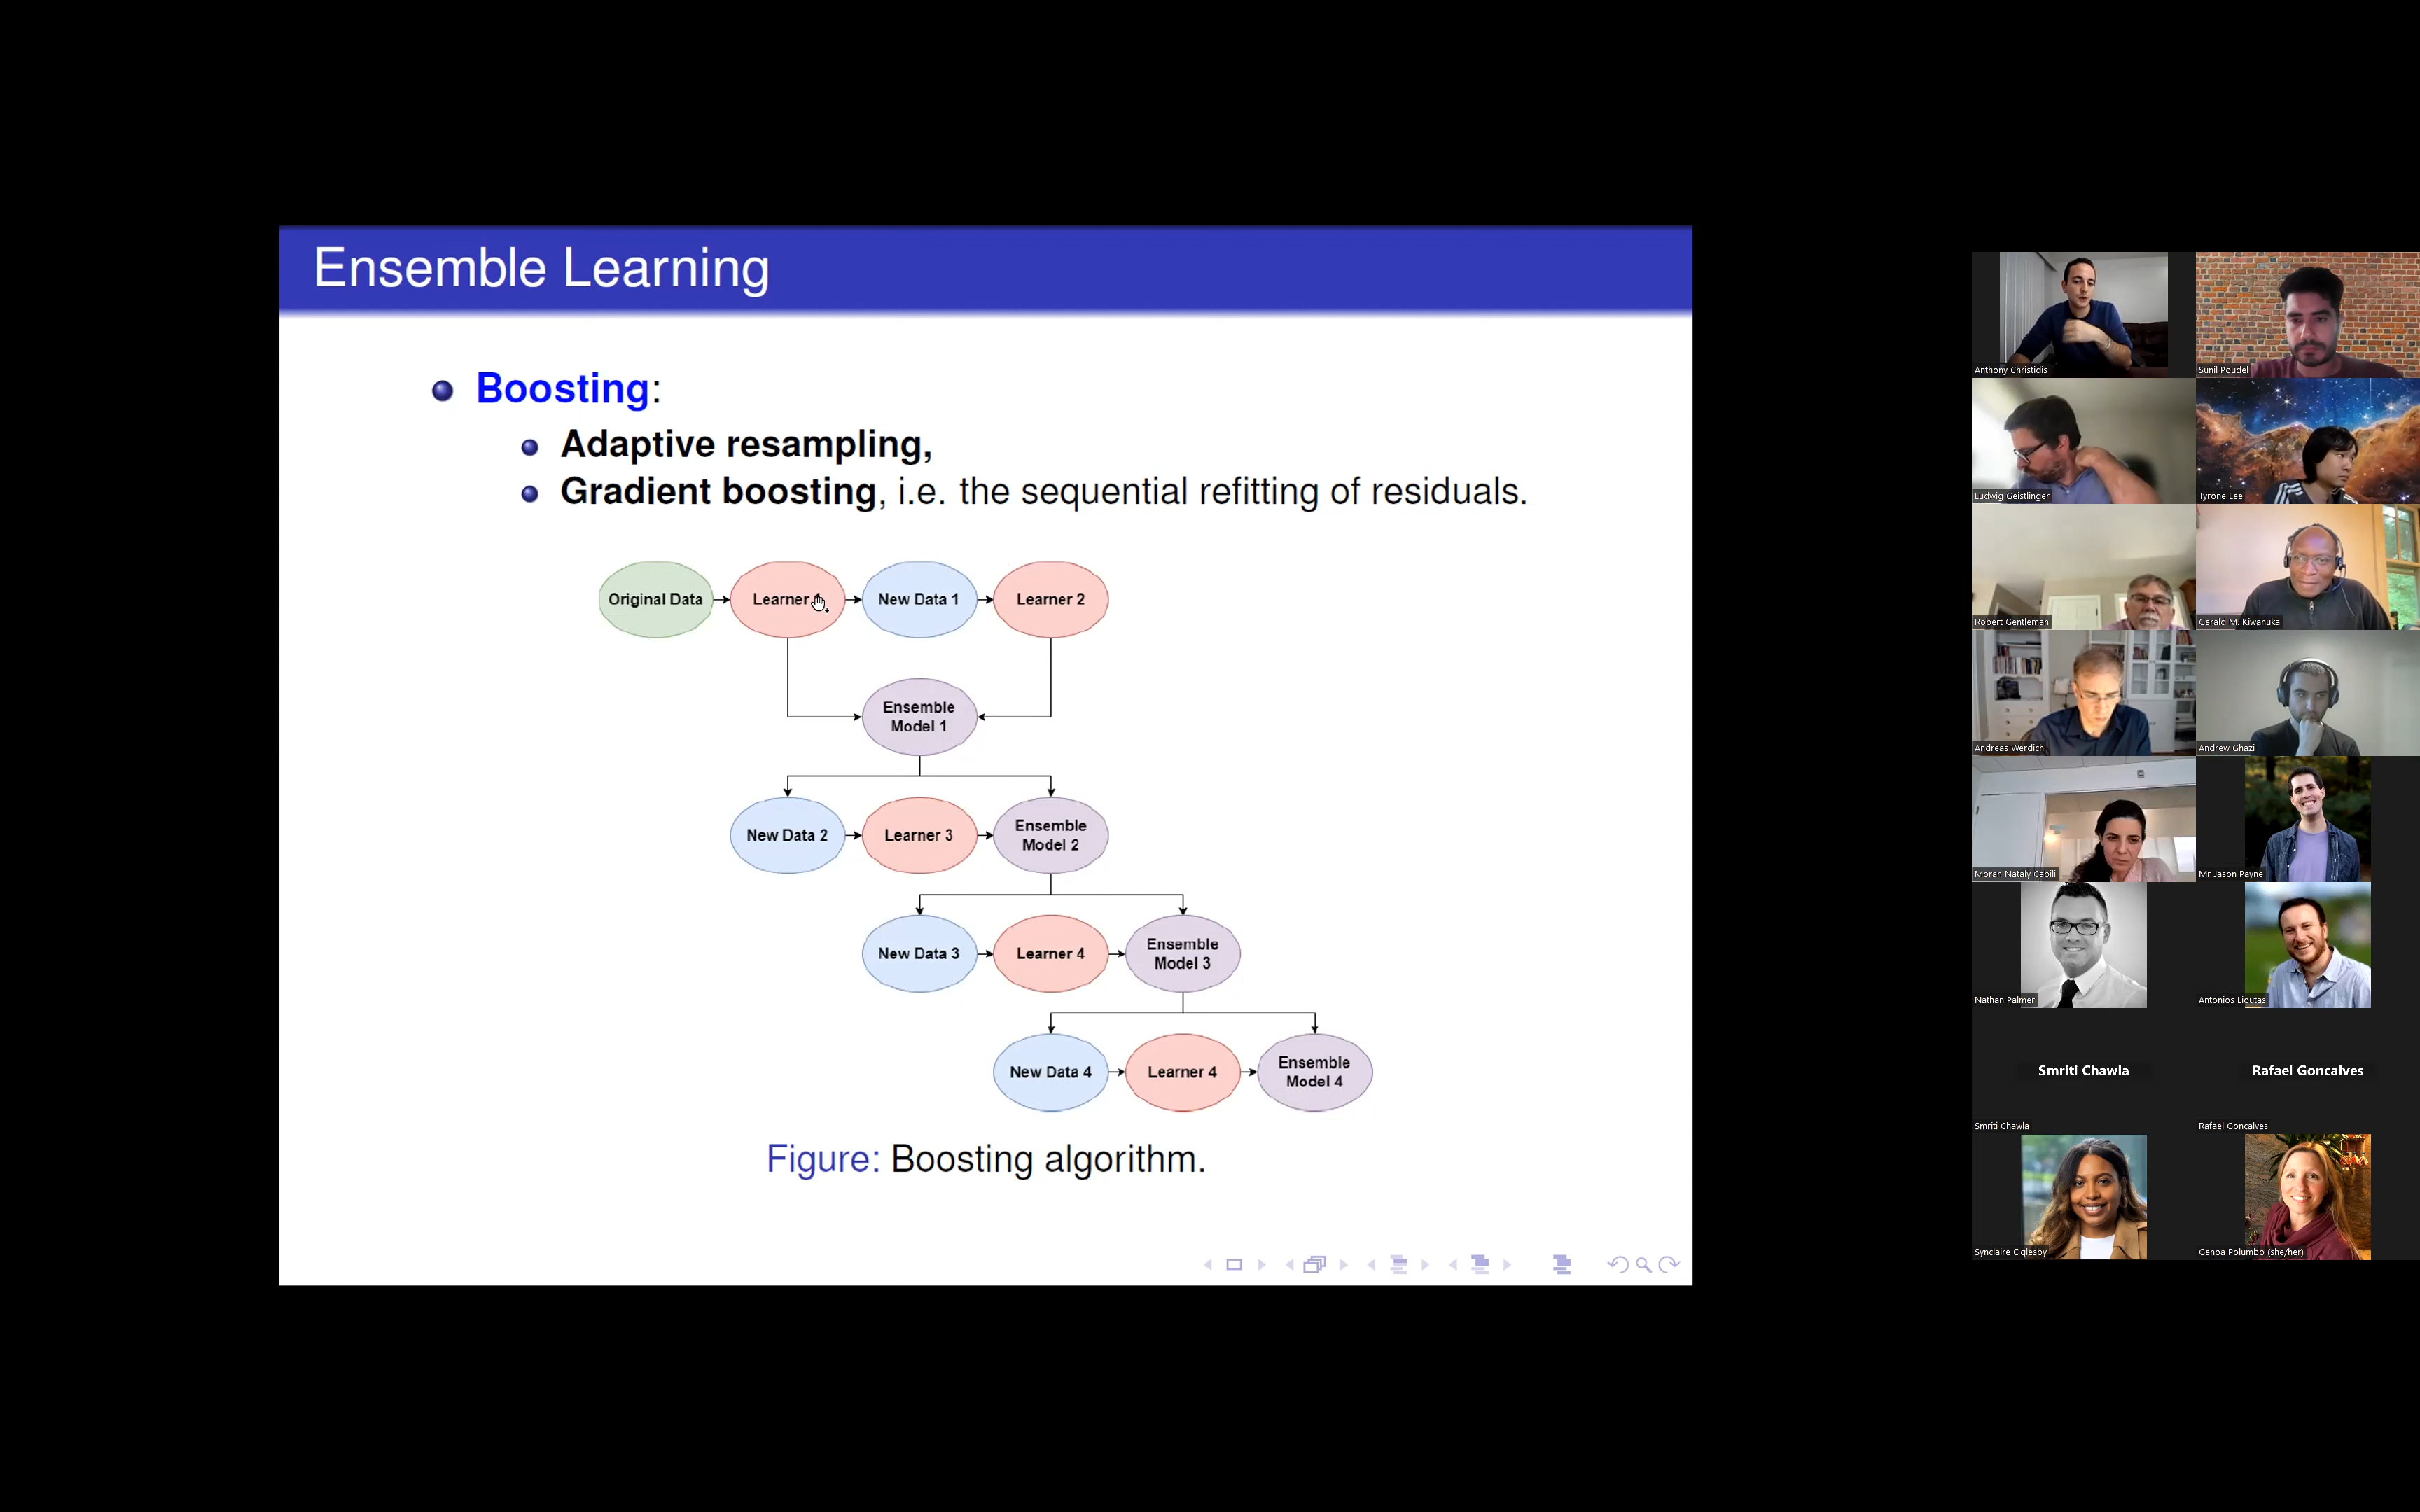 Ensemble Learning
Boosting:
Adaptive resampling,
Gradient boosting, i.e. the sequential refitting of residuals.
Original Data
Learner
New Data 1
Learner 2
Ensemble
Model 1
New Data 2
Learner 3
Ensemble
Model 2
New Data 3
Learner 4
Ensemble
Model 3
New Data 4
Learner 4
Ensemble
Model 4
Figure: Boosting algorithm.
Anthony Christidis
Sunil Poudel
Ludwig Geistlinger
Tyrone Lee
Robert Gentleman
Gerald M. Kiwanuka
Andreas Werdich
Andrew Ghazi
Moran Nataly Cabili
Mr Jason Payne
Nathan Palmer
Antonios Lioutas
Smriti Chawla
Rafael Goncalves
Smriti Chawla
Rafael Goncalves
Synclaire Oglesby
Genoa Polumbo (she/her)